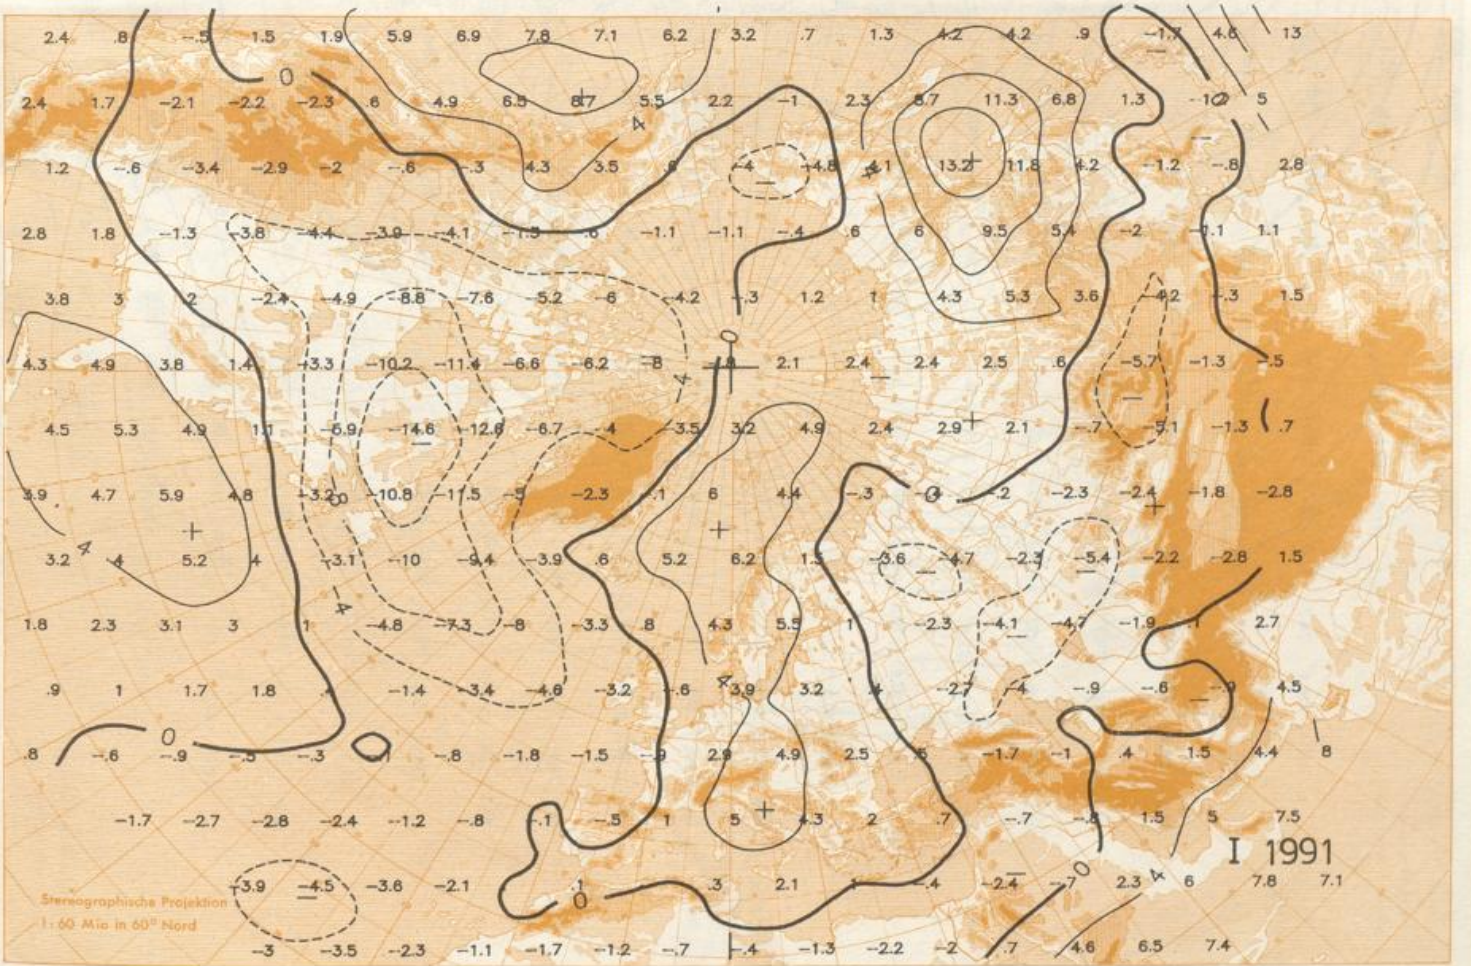 2.4 .8 --.5 1.5 1.9 5.9 6.9 7.8 7.1 6.2 3.2 .7 1.3 4.2 4.2 .9 --1.7 4.6 13
0
2.4 1.7 --2.1 --2.2 --2.3 .6 4.9 6.5 8.7 5.5 2.2 --1 2.3 8.7 11.3 6.8 1.3 5
4
1.2 --.6 --3.4 --2.9 --2 --.6 --.3 4.3 3.5 --4 --4.8 4.1 13.2 11.8 4.2 --1.2 --.8 2.8
2.8 1.8 --1.3 --3.8 --4.4 --3.9 --4.1 --1.5 .6 --1.1 --1.1 --.4 .6 6 9.5 5.4 --2 --1.1 1.1
3.8 3 2 --2.4 --4.9 --8.8 --7.6 --5.2 --6 --4.2 --.3 1.2 1 4.3 5.3 3.6 --4.2 --.3 1.5
0
4.3 4.9 3.8 1.4 --3.3 --10.2 --11.4 --6.6 --6.2 --8 2.1 2.4 2.4 2.5 .6 --5.7 --1.3 --.5
--4
4.5 5.3 4.9 1.1 --6.9 --14.6 --12.6 --6.7 --4 --3.5 3.2 4.9 2.4 2.9 2.1 --.7 --5.1 --1.3 .7
3.9 4.7 5.9 4.8 --3.2 --10.8 --11.5 --5 --2.3 --.1 6 4.4 --.3 --.2 --2.3 --2.4 --1.8 --2.8
--8
0
4
3.2 4 5.2 4 --3.1 --10 --9.4 --3.9 .6 5.2 6.2 1.5 --3.6 --4.7 --2.3 --5.4 --2.2 --2.8 1.5
--4
1.8 2.3 3.1 3 1 --4.8 --7.3 --8 --3.3 .8 4.3 5.5 1 --2.3 --4.1 --4.7 --1.9 1 2.7
4
.9 1 1.7 1.8 .4 --1.4 --3.4 --4.6 --3.2 --.6 3.9 3.2 .4 --2.7 --4 --.9 --.6 --.9 4.5
0
.8 --.6 --.9 --.5 --.3 .1 --.8 --1.8 --1.5 --.9 2.9 4.9 2.5 .6 --1.7 --1 .4 1.5 4.4 8
--1.7 --2.7 --2.8 --2.4 --1.2 --.8 --.1 --.5 1 5 4.3 2 .7 --.7 --.8 1.5 5 7.5
I 1991
--3.9 --4.5 --3.6 --2.1 .1 0 .3 2.1 1 --.4 --2.4 --.7 0 2.3 4 6 7.8 7.1
Stereographische Projektion
1 : 60 Mio in 60° Nord
--3 --3.5 --2.3 --1.1 --1.7 --1.2 --.7 --.4 --1.3 --2.2 --2 .7 4.6 6.5 7.4